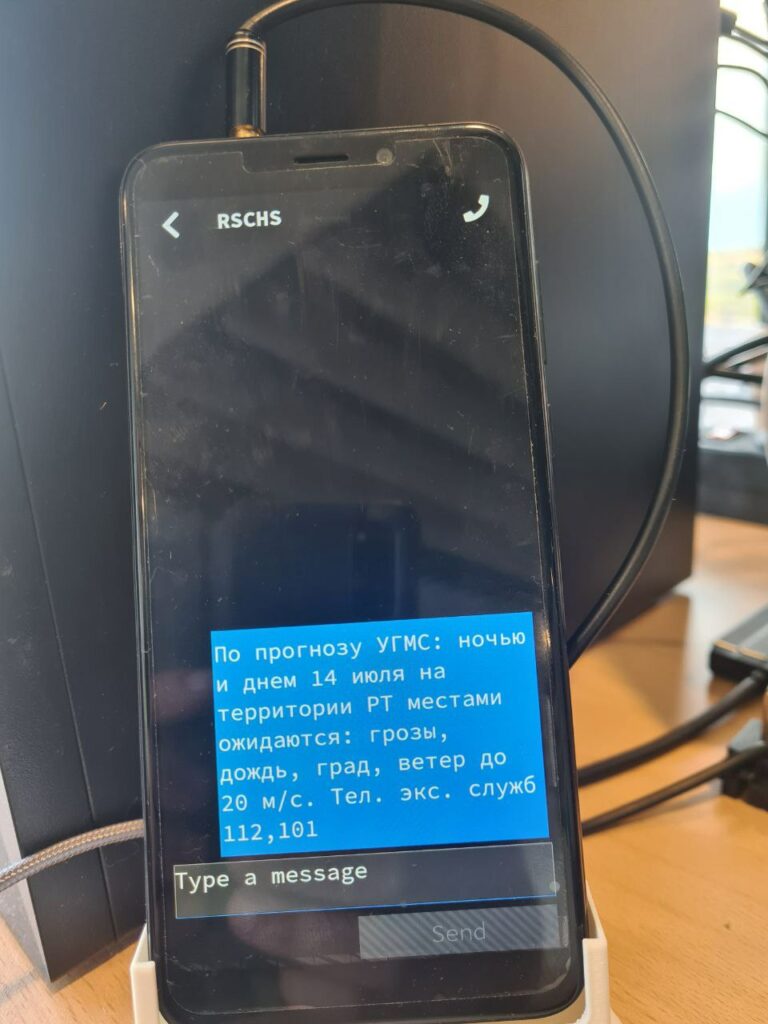 RSCHS
По прогнозу УГМС: ночью
и днем 14 июля на
территории РТ местами
ожидаются: грозы,
дождь, град, ветер до
20 м/с. Тел. экс. служб
112,101
Type a message
Send